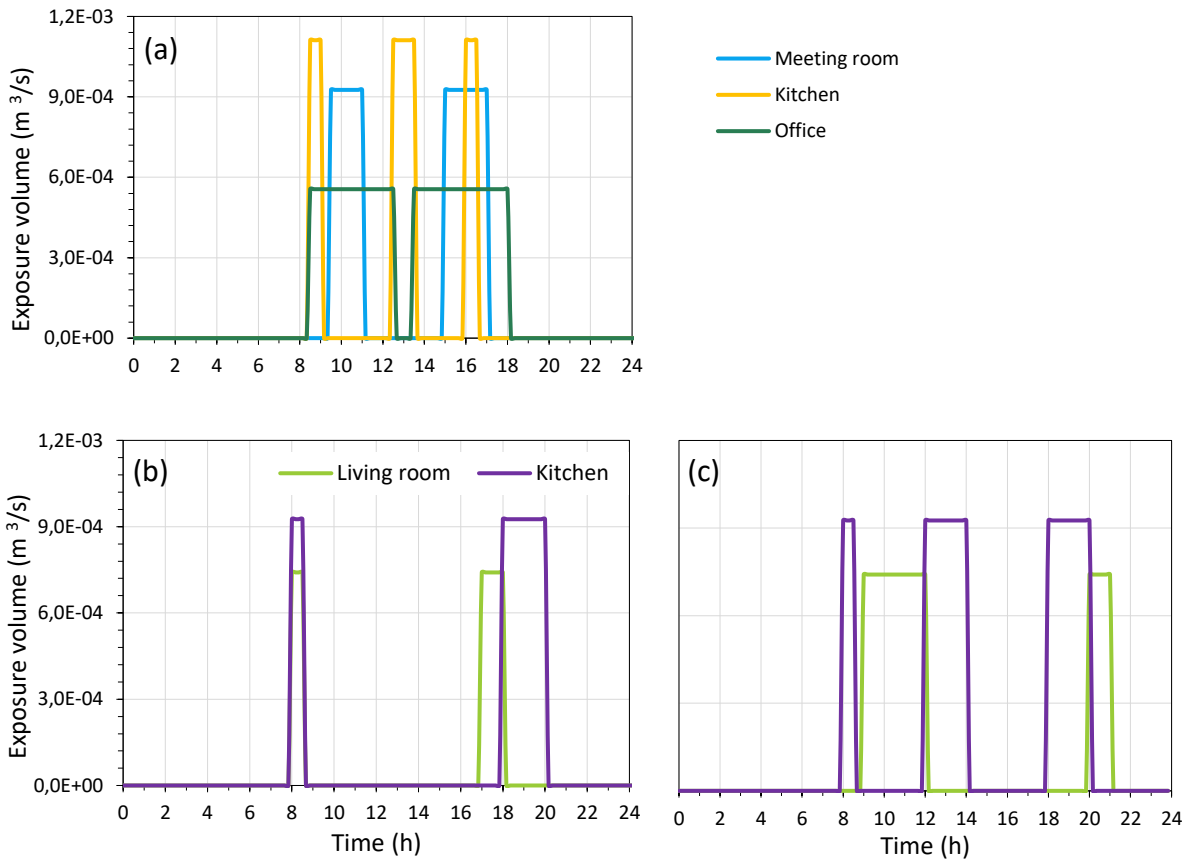 (a)
Exposure volume (m ³/s)
1,2E-03
9,0E-04
6,0E-04
3,0E-04
0,0E+00
0 2 4 6 8 10 12 14 16 18 20 22 24
Meeting room
Kitchen
Office
(b)
Living room Kitchen
Exposure volume (m ³/s)
1,2E-03
9,0E-04
6,0E-04
3,0E-04
0,0E+00
0 2 4 6 8 10 12 14 16 18 20 22 24
Time (h)
(c)
0 2 4 6 8 10 12 14 16 18 20 22 24
Time (h)